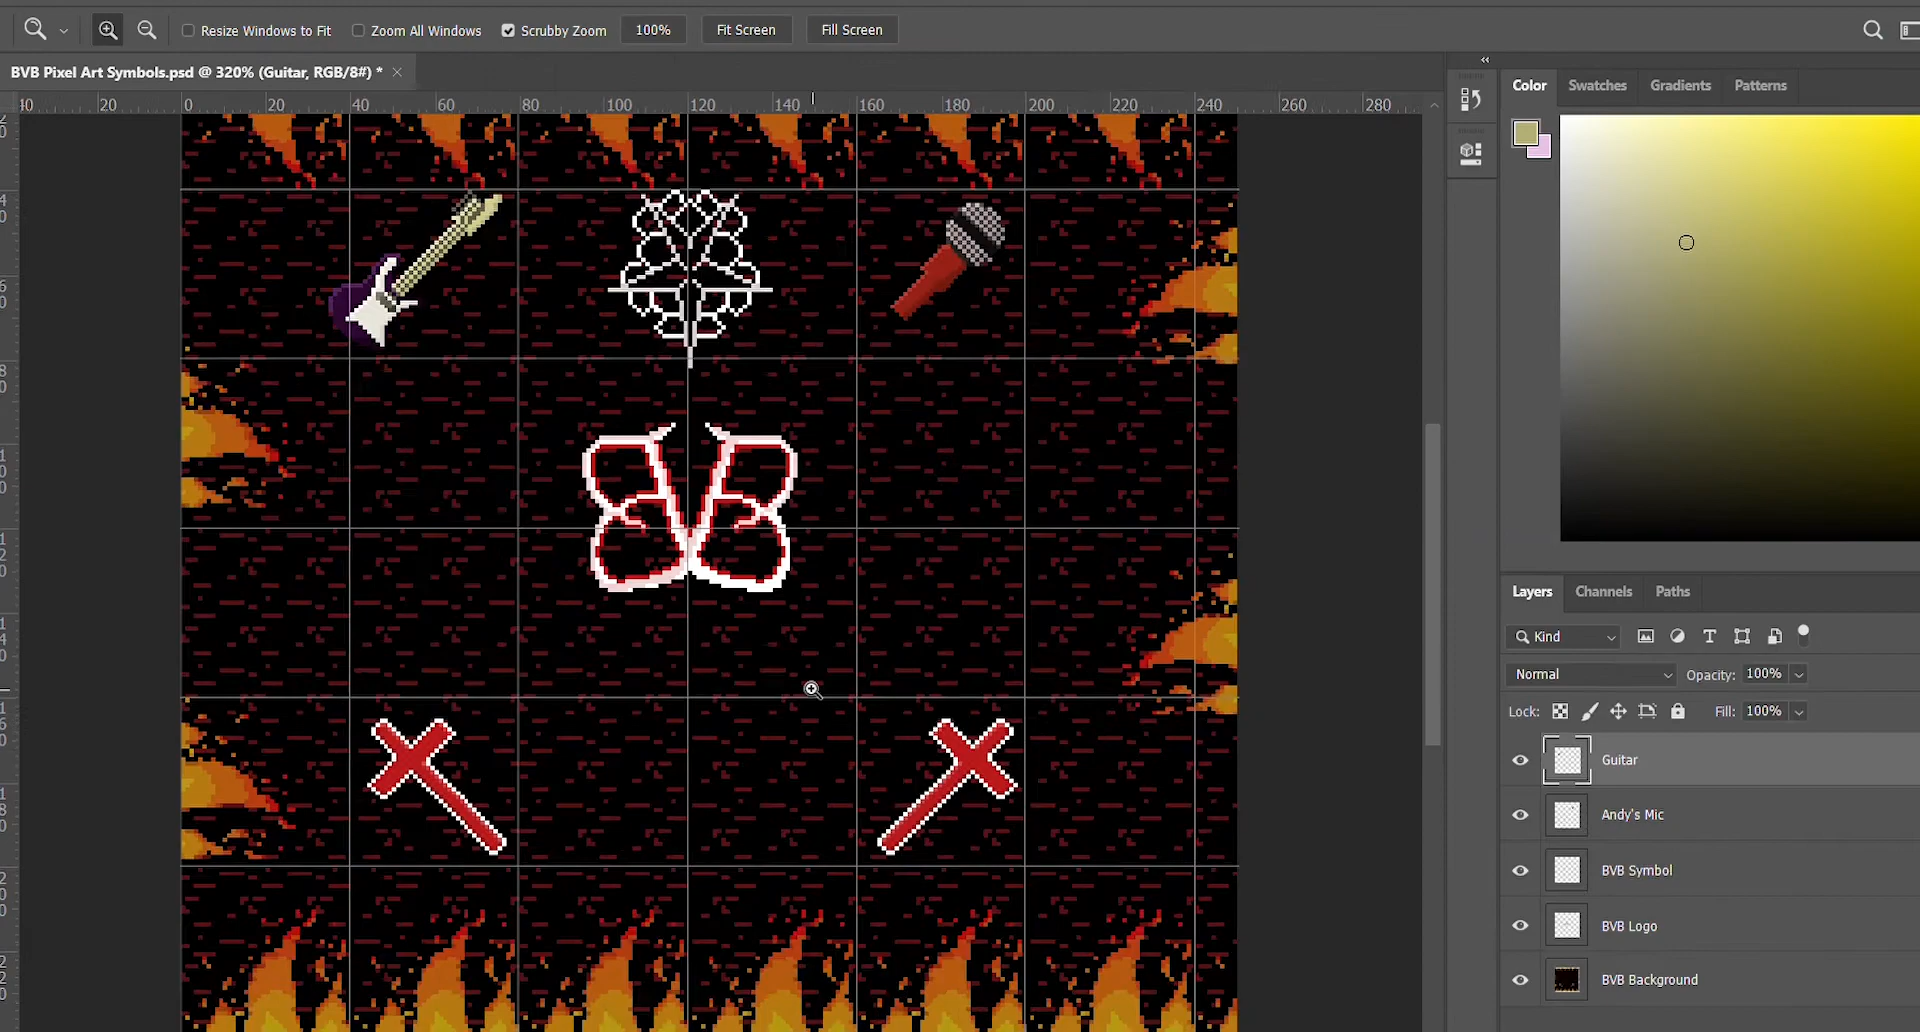 Resize Windows to Fit Zoom All Windows Scrubby Zoom 100% Fit Screen Fill Screen
BVB Pixel Art Symbols.psd @ 320% (Guitar, RGB/8#) *
20 0 20 40 60 80 100 120 140 160 180 200 220 240 260 280
Color Swatches Gradients Patterns
Layers Channels Paths
Kind
Normal Opacity: 100%
Lock: Fill: 100%
Guitar
Andy's Mic
BVB Symbol
BVB Logo
BVB Background